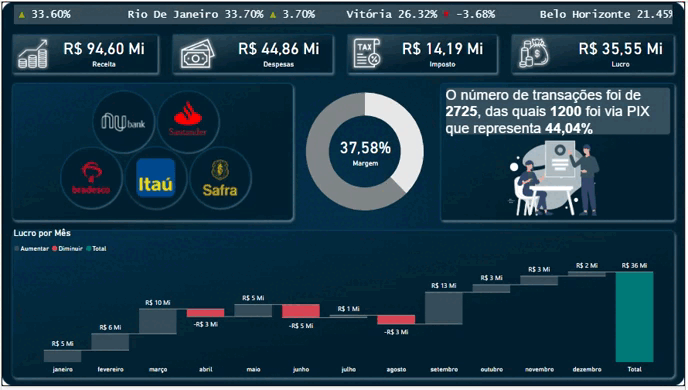 ▲ 33.60% Rio De Janeiro 33.70% ▲ 3.70% Vitória 26.32% ▼ -3.68% Belo Horizonte 21.45%
R$ 94,60 Mi R$ 44,86 Mi R$ 14,19 Mi R$ 35,55 Mi
Receita Despesas TAX Imposto Lucro
nu bank Santander
bradesco Itaú Safra
37,58%
Margem
O número de transações foi de
2725, das quais 1200 foi via PIX
que representa 44,04%
Lucro por Mês
Aumentar Diminuir Total
R$ 5 Mi R$ 6 Mi R$ 10 Mi -R$ 3 Mi R$ 5 Mi -R$ 5 Mi R$ 1 Mi -R$ 3 Mi R$ 13 Mi R$ 3 Mi R$ 3 Mi R$ 2 Mi R$ 36 Mi
janeiro fevereiro março abril maio junho julho agosto setembro outubro novembro dezembro Total